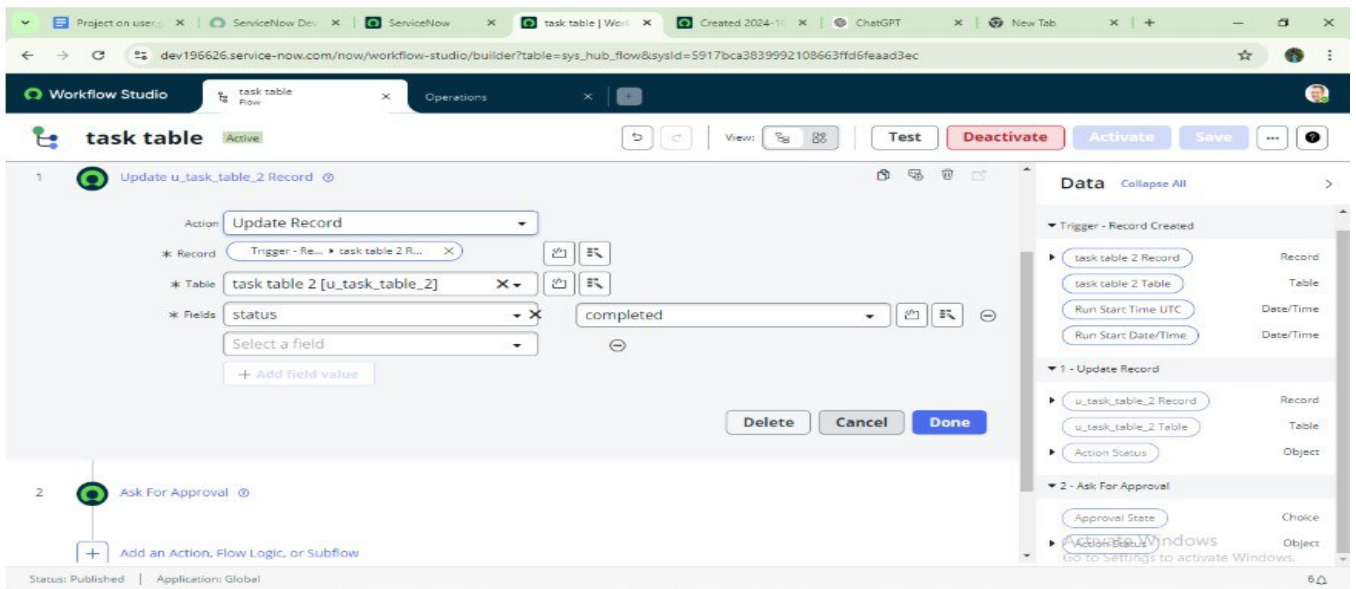 Project on user,
ServiceNow Dev
ServiceNow
task table | Work
Created 2024-10
ChatGPT
New Tab
dev196626.service-now.com/now/workflow-studio/builder?table=sys_hub_flow&sysId=5917bca3839992108663ffd6feaad3ec
Workflow Studio
task table
Flow
Operations
task table Active
View:
Test
Deactivate
Activate
Save
1 Update u_task_table_2 Record
Action Update Record
* Record Trigger - Re... ▸ task table 2 R...
* Table task table 2 [u_task_table_2]
* Fields status completed
Select a field
+ Add field value
Delete Cancel Done
2 Ask For Approval
+ Add an Action, Flow Logic, or Subflow
Data Collapse All
Trigger - Record Created
task table 2 Record Record
task table 2 Table Table
Run Start Time UTC Date/Time
Run Start Date/Time Date/Time
1 - Update Record
u_task_table_2 Record Record
u_task_table_2 Table Table
Action Status Object
2 - Ask For Approval
Approval State Choice
Action Status Object
Activate Windows
Go to Settings to activate Windows.
Status: Published | Application: Global
6